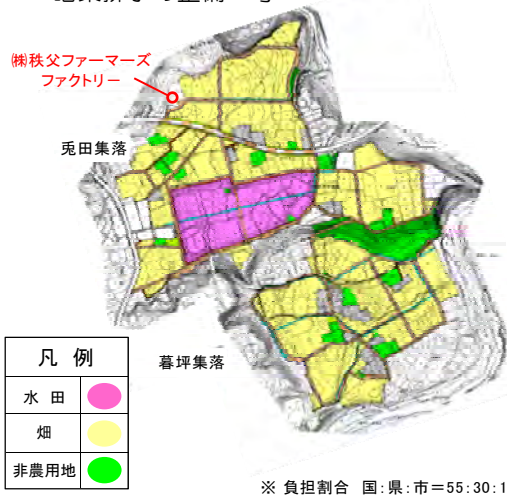 ㈱秩父ファーマーズ
ファクトリー
兎田集落
暮坪集落
凡 例
水 田
畑
非農用地
※ 負担割合 国:県:市=55:30:1